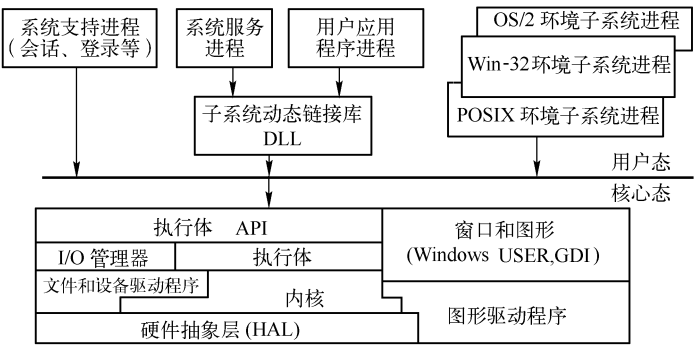 系统支持进程
(会话、登录等)
系统服务
进程
用户应用
程序进程
OS/2 环境子系统进程
Win-32环境子系统进程
POSIX 环境子系统进程
子系统动态链接库
DLL
用户态
核心态
执行体 API
窗口和图形
(Windows USER,GDI)
I/O 管理器
执行体
文件和设备驱动程序
内核
图形驱动程序
硬件抽象层(HAL)